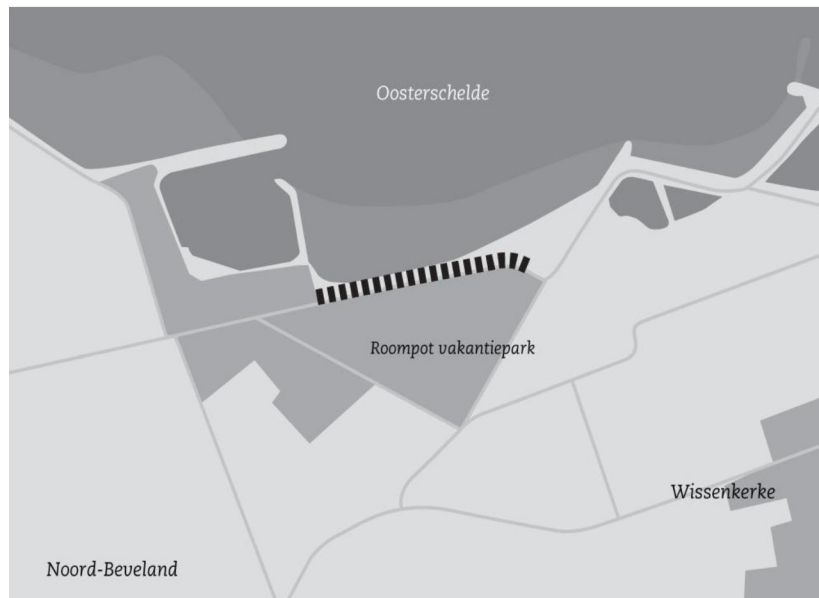 Oosterschelde
Roompot vakantiepark
Wissenkerke
Noord-Beveland